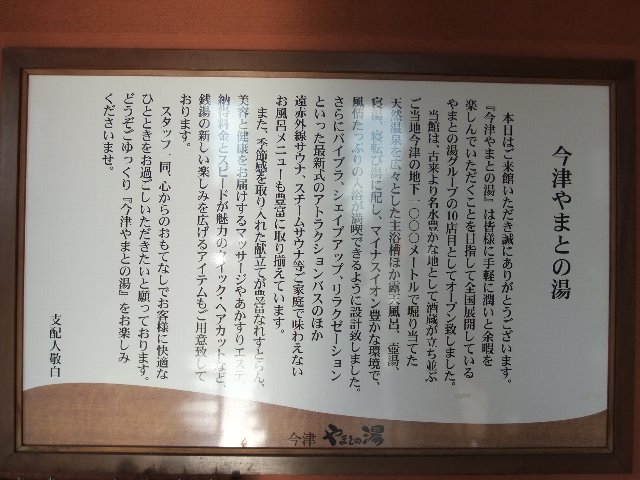 今津やまとの湯
本日はご来館いただき誠にありがとうございます。
『今津やまとの湯』は皆様に手軽に潤いと余暇を
楽しんでいただくことを目指して全国展開している
やまとの湯グループの10店目としてオープン致しました。
当館は、古来より名水豊かな地として酒蔵が立ち並ぶ
ご当地今津の地下一〇〇〇メートルで堀り当てた
天然温泉を広々とした主浴槽ほか露天風呂、壺湯、
寝湯、寝転び湯に配し、マイナスイオン豊かな環境で、
風情たっぷりの入浴が満喫できるように設計致しました。
さらにバイブラ、シェイプアップ、リラクゼーション
といった最新式のアトラクションバスのほか
遠赤外線サウナ、スチームサウナ等ご家庭で味わえない
お風呂メニューも豊富に取り揃えています。
また、季節感を取り入れた献立てが豊富なれすとらん、
美容と健康をお届けするマッサージやあかすりエステ、
納得料金とスピードが魅力のクイック・ヘアカットなど、
銭湯の新しい楽しみを広げるアイテムもご用意致して
おります。
スタッフ一同、心からのおもてなしでお客様に快適な
ひとときをお過ごしいただきたいと願っております。
どうぞごゆっくり『今津やまとの湯』をお楽しみ
くださいませ。
支配人敬白
今津 やまとの湯